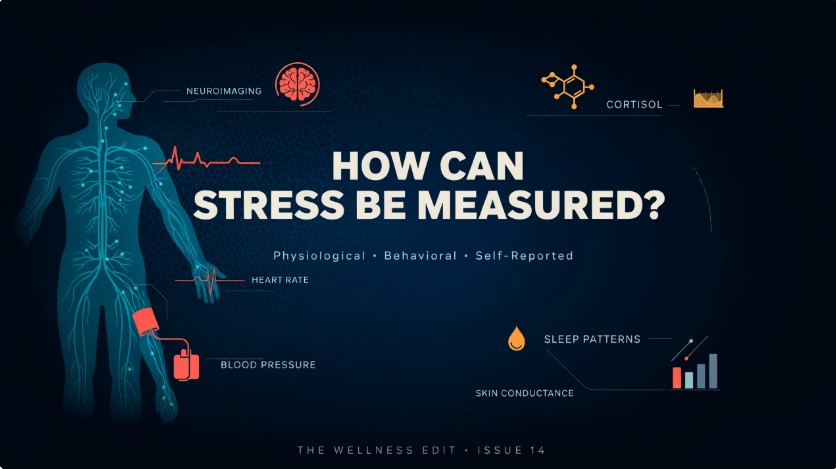 NEUROIMAGING
CORTISOL
HOW CAN
STRESS BE MEASURED?
Physiological • Behavioral • Self-Reported
HEART RATE
SLEEP PATTERNS
BLOOD PRESSURE
SKIN CONDUCTANCE
THE WELLNESS EDIT • ISSUE 14